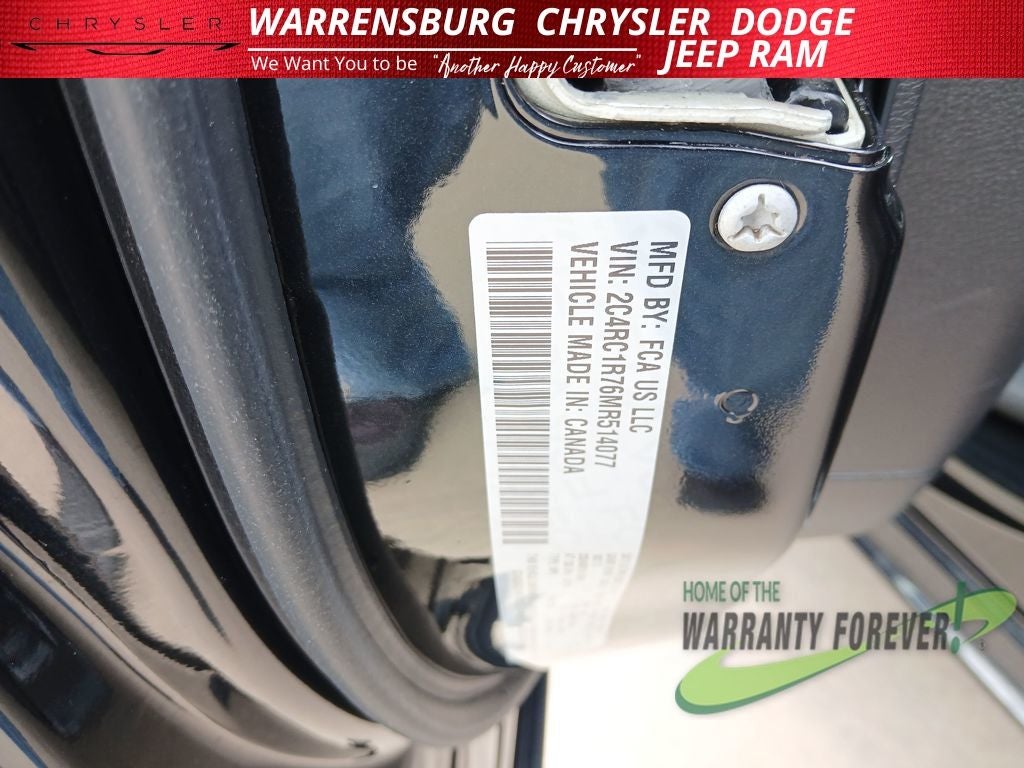 CHRYSLER
WARRENSBURG CHRYSLER DODGE
JEEP RAM
We Want You to be "Another Happy Customer"
MFD BY: FCA US LLC
VIN: 2C4RC1R76MR514077
VEHICLE MADE IN: CANADA
HOME OF THE
WARRANTY FOREVER!